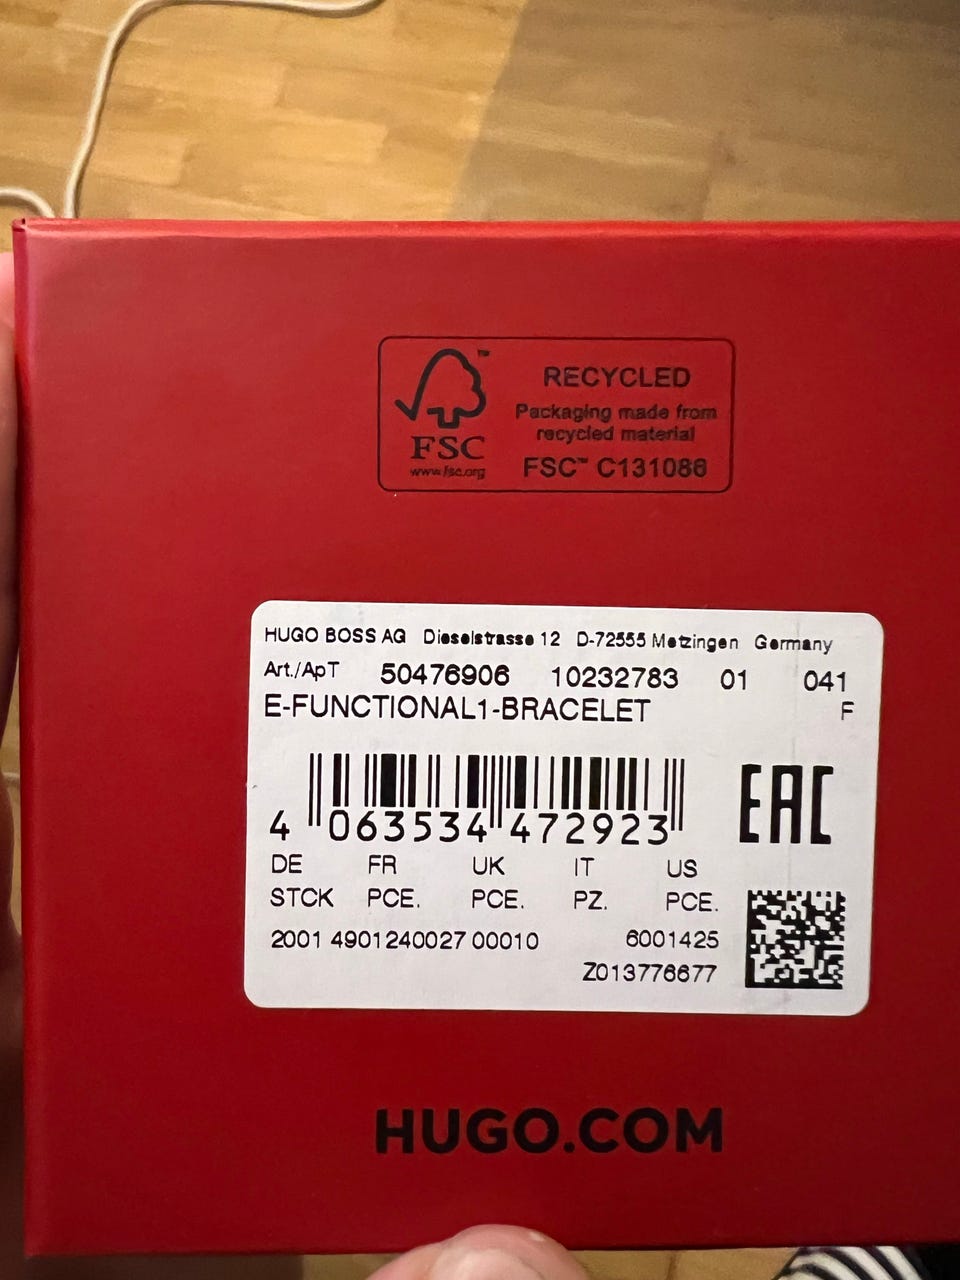 ™
FSC
www.fsc.org
RECYCLED
Packaging made from
recycled material
FSC™ C131086
HUGO BOSS AG Dieselstrasse 12 D-72555 Metzingen Germany
Art./ApT 50476906 10232783 01 041
E-FUNCTIONAL1-BRACELET F
4 063534 472923
EAC
DE FR UK IT US
STCK PCE. PCE. PZ. PCE.
2001 4901240027 00010 6001425
Z013776677
HUGO.COM